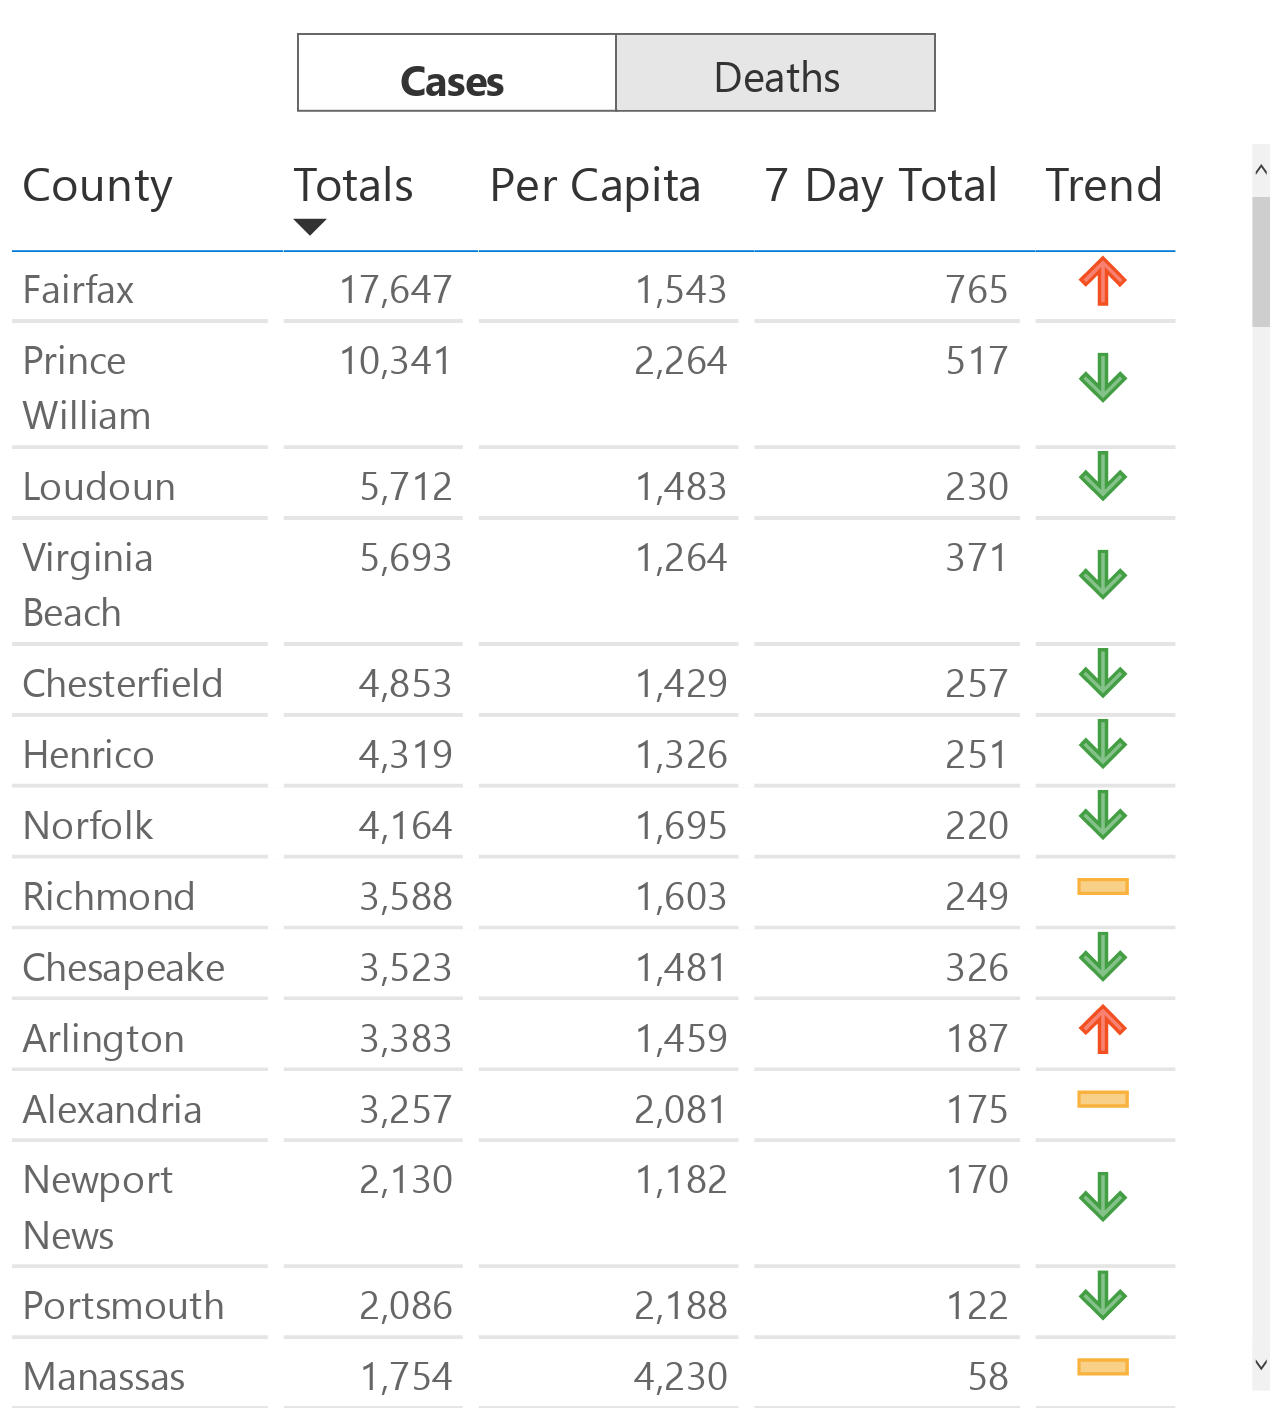 Cases Deaths
County Totals Per Capita 7 Day Total Trend
Fairfax 17,647 1,543 765
Prince 10,341 2,264 517
William
Loudoun 5,712 1,483 230
Virginia 5,693 1,264 371
Beach
Chesterfield 4,853 1,429 257
Henrico 4,319 1,326 251
Norfolk 4,164 1,695 220
Richmond 3,588 1,603 249
Chesapeake 3,523 1,481 326
Arlington 3,383 1,459 187
Alexandria 3,257 2,081 175
Newport 2,130 1,182 170
News
Portsmouth 2,086 2,188 122
Manassas 1,754 4,230 58